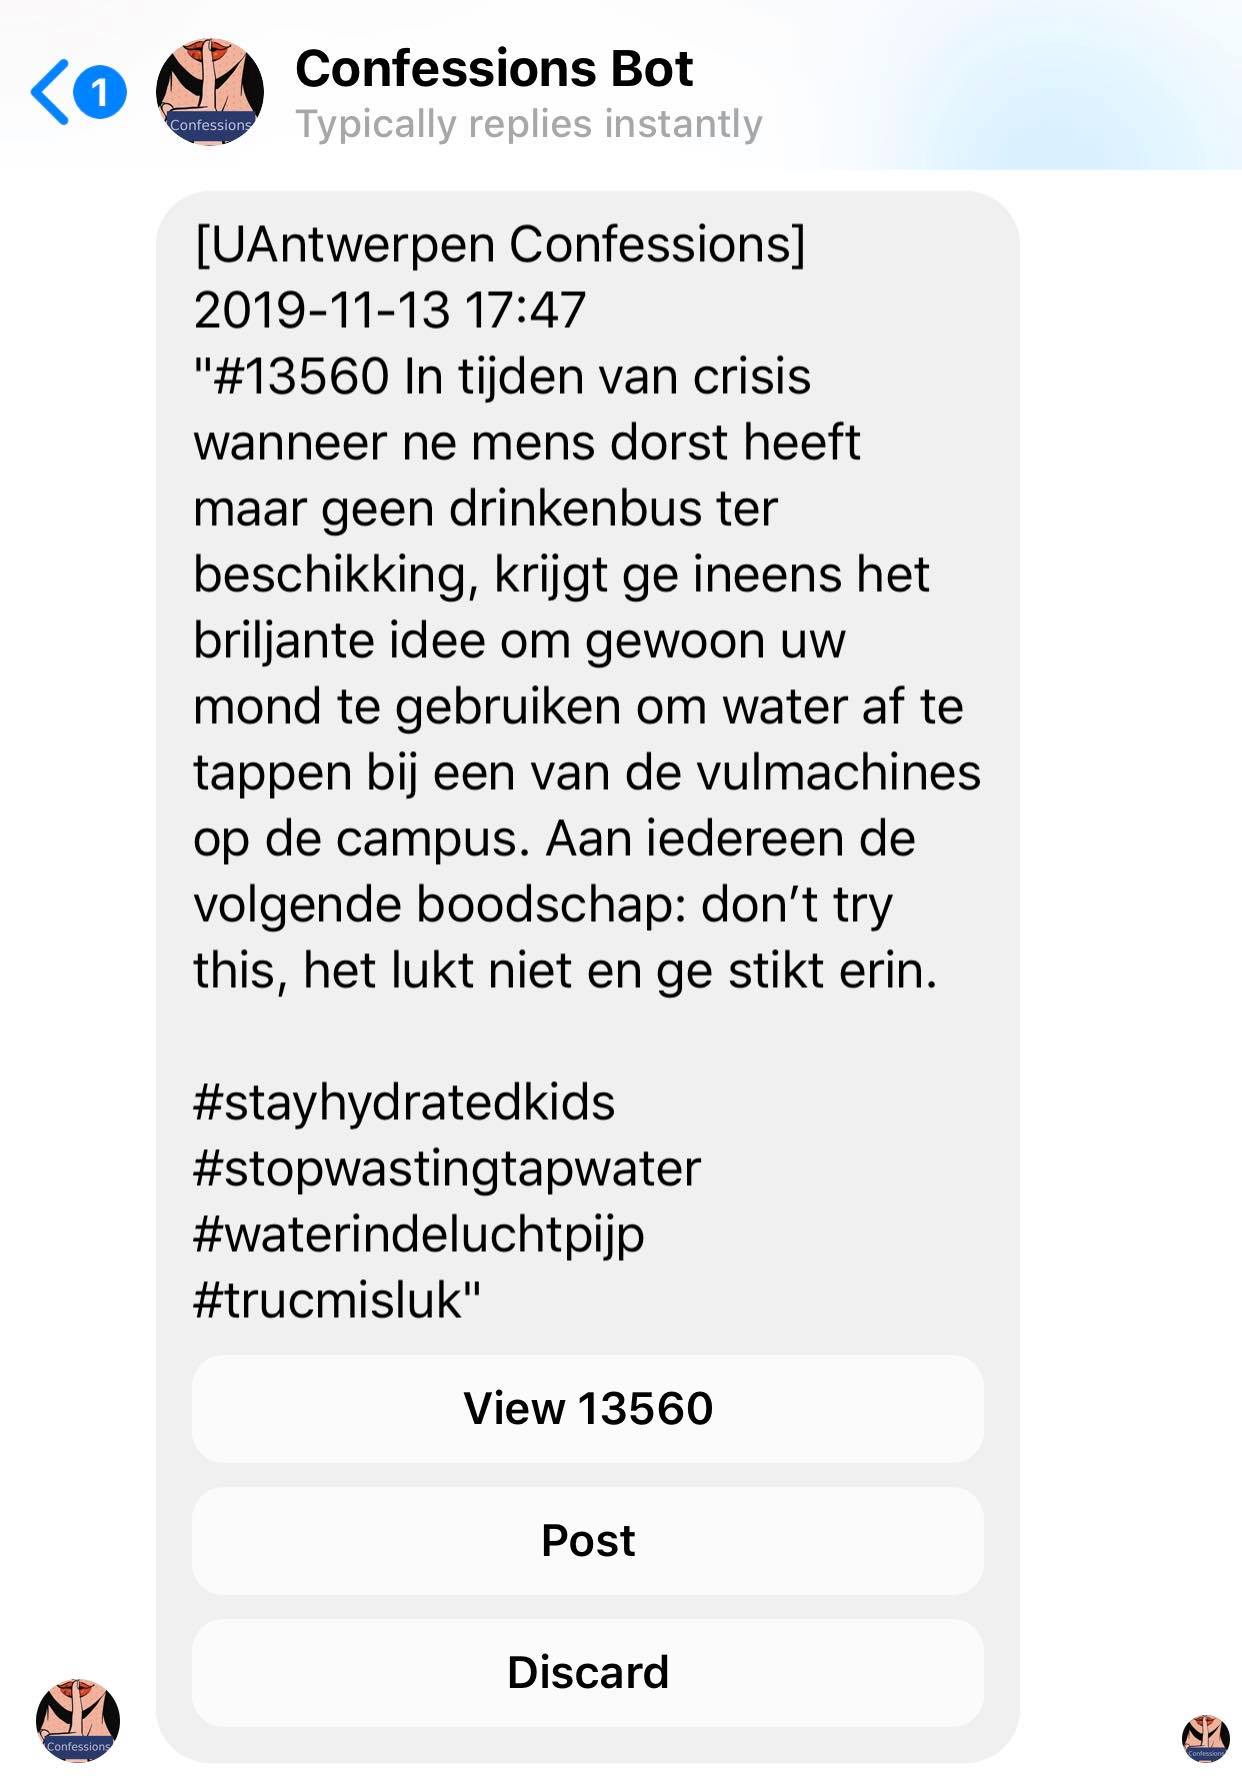 1
Confessions
Confessions Bot
Typically replies instantly
[UAntwerpen Confessions]
2019-11-13 17:47
"#13560 In tijden van crisis
wanneer ne mens dorst heeft
maar geen drinkenbus ter
beschikking, krijgt ge ineens het
briljante idee om gewoon uw
mond te gebruiken om water af te
tappen bij een van de vulmachines
op de campus. Aan iedereen de
volgende boodschap: don’t try
this, het lukt niet en ge stikt erin.
#stayhydratedkids
#stopwastingtapwater
#waterindeluchtpijp
#trucmisluk"
View 13560
Post
Discard
Confessions
Confessions